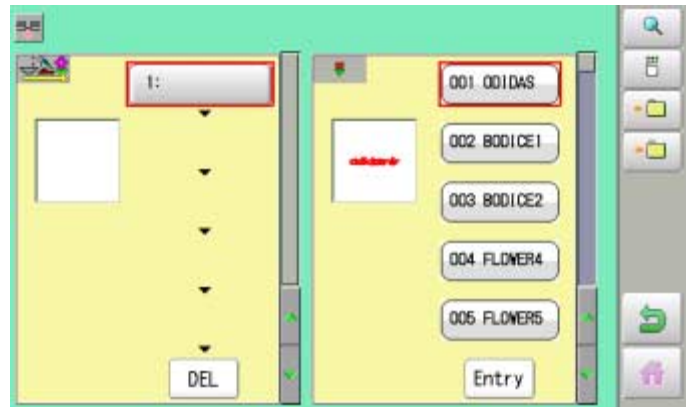 1:
DEL
001 ODIDAS
002 BODICE1
003 BODICE2
004 FLOWER4
005 FLOWER5
Entry